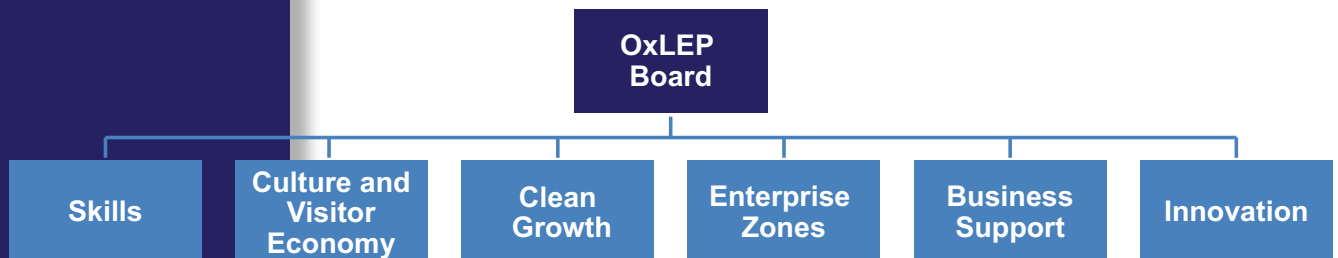 OxLEP
Board
Skills
Culture and
Visitor
Economy
Clean
Growth
Enterprise
Zones
Business
Support
Innovation